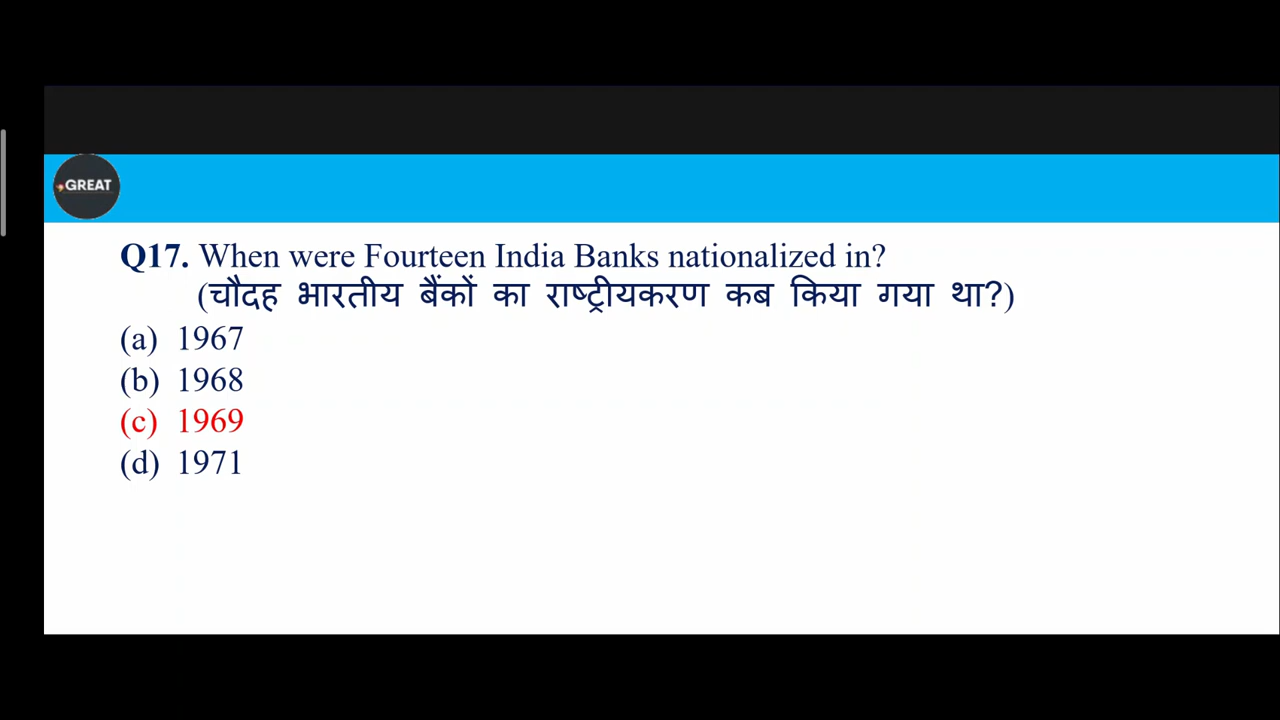 GREAT
Q17. When were Fourteen India Banks nationalized in?
(चौदह भारतीय बैंकों का राष्ट्रीयकरण कब किया गया था?)
(a) 1967
(b) 1968
(c) 1969
(d) 1971